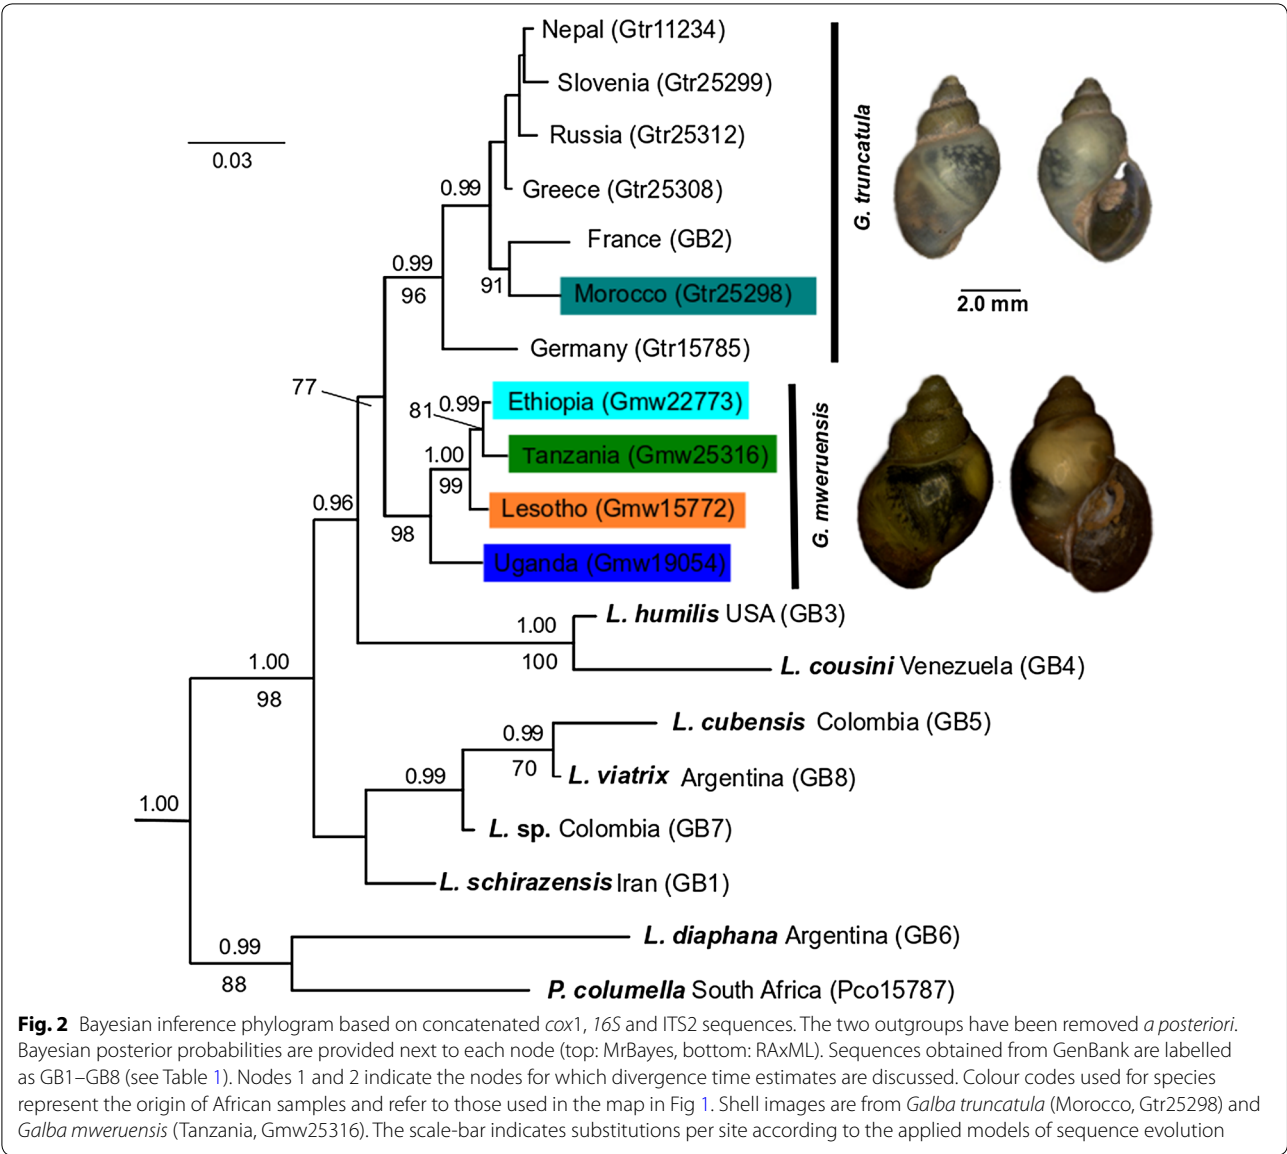 Nepal (Gtr11234)
Slovenia (Gtr25299)
Russia (Gtr25312)
Greece (Gtr25308)
France (GB2)
Morocco (Gtr25298)
Germany (Gtr15785)
G. truncatula
2.0 mm
0.03
0.99
0.99
96
91
77
Ethiopia (Gmw22773)
Tanzania (Gmw25316)
Lesotho (Gmw15772)
Uganda (Gmw19054)
G. mweruensis
0.99
81
1.00
99
98
0.96
L. humilis USA (GB3)
1.00
100
L. cousini Venezuela (GB4)
1.00
98
L. cubensis Colombia (GB5)
0.99
70
L. viatrix Argentina (GB8)
0.99
L. sp. Colombia (GB7)
1.00
L. schirazensis Iran (GB1)
L. diaphana Argentina (GB6)
0.99
88
P. columella South Africa (Pco15787)
Fig. 2 Bayesian inference phylogram based on concatenated cox1, 16S and ITS2 sequences. The two outgroups have been removed a posteriori.
Bayesian posterior probabilities are provided next to each node (top: MrBayes, bottom: RAxML). Sequences obtained from GenBank are labelled
as GB1–GB8 (see Table 1). Nodes 1 and 2 indicate the nodes for which divergence time estimates are discussed. Colour codes used for species
represent the origin of African samples and refer to those used in the map in Fig 1. Shell images are from Galba truncatula (Morocco, Gtr25298) and
Galba mweruensis (Tanzania, Gmw25316). The scale-bar indicates substitutions per site according to the applied models of sequence evolution